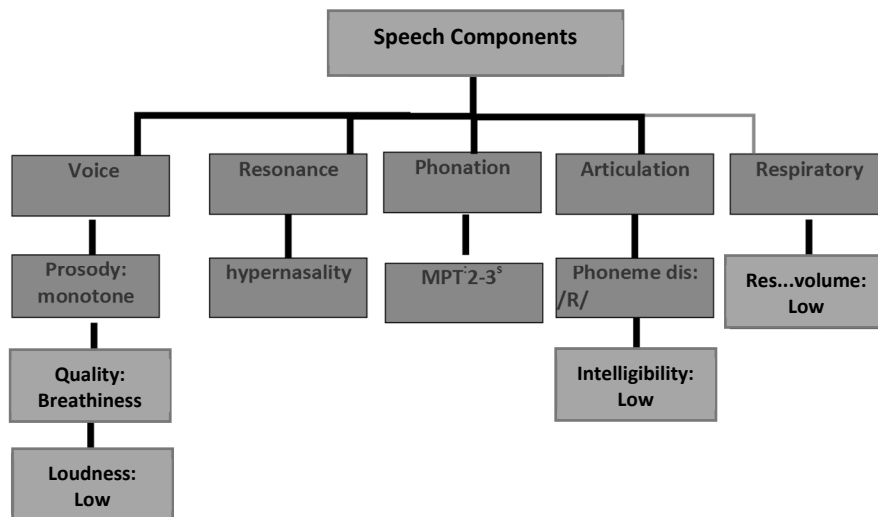 Speech Components
Voice
Resonance
Phonation
Articulation
Respiratory
Prosody:
monotone
hypernasality
MPT:2-3s
Phoneme dis:
/R/
Res...volume:
Low
Quality:
Breathiness
Intelligibility:
Low
Loudness:
Low